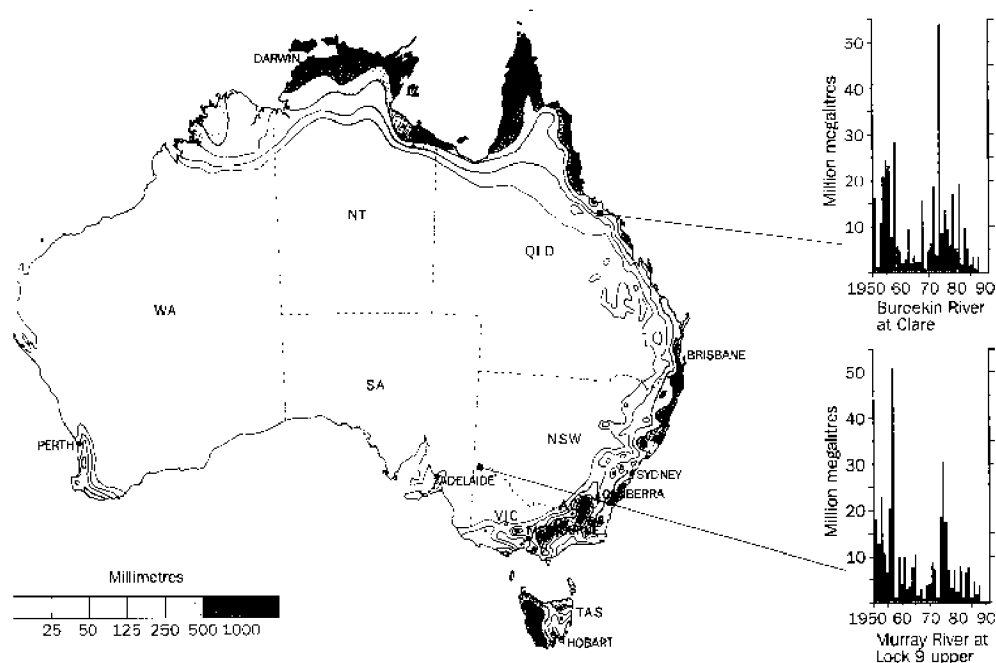 50
40
30
20
10
Million megalitres
1950 60 70 80 90
Burdekin River
at Clare
DARWIN
NT
QLD
WA
BRISBANE
SA
NSW
PERTH
ADELAIDE
SYDNEY
CANBERRA
VIC
MELBOURNE
TAS
HOBART
50
40
30
20
10
Million megalitres
1950 60 70 80 90
Murray River at
Lock 9 upper
Millimetres
25 50 125 250 500 1000